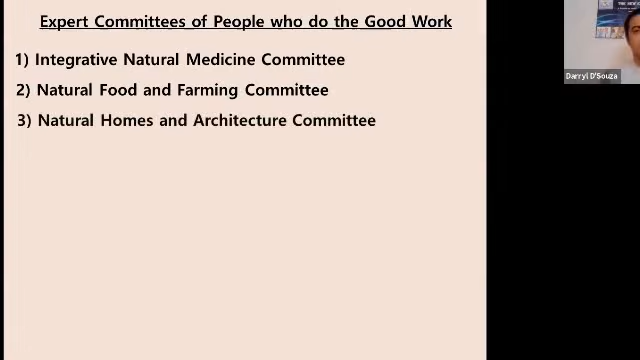 Expert Committees of People who do the Good Work
1) Integrative Natural Medicine Committee
2) Natural Food and Farming Committee
3) Natural Homes and Architecture Committee
Darryl D'Souza